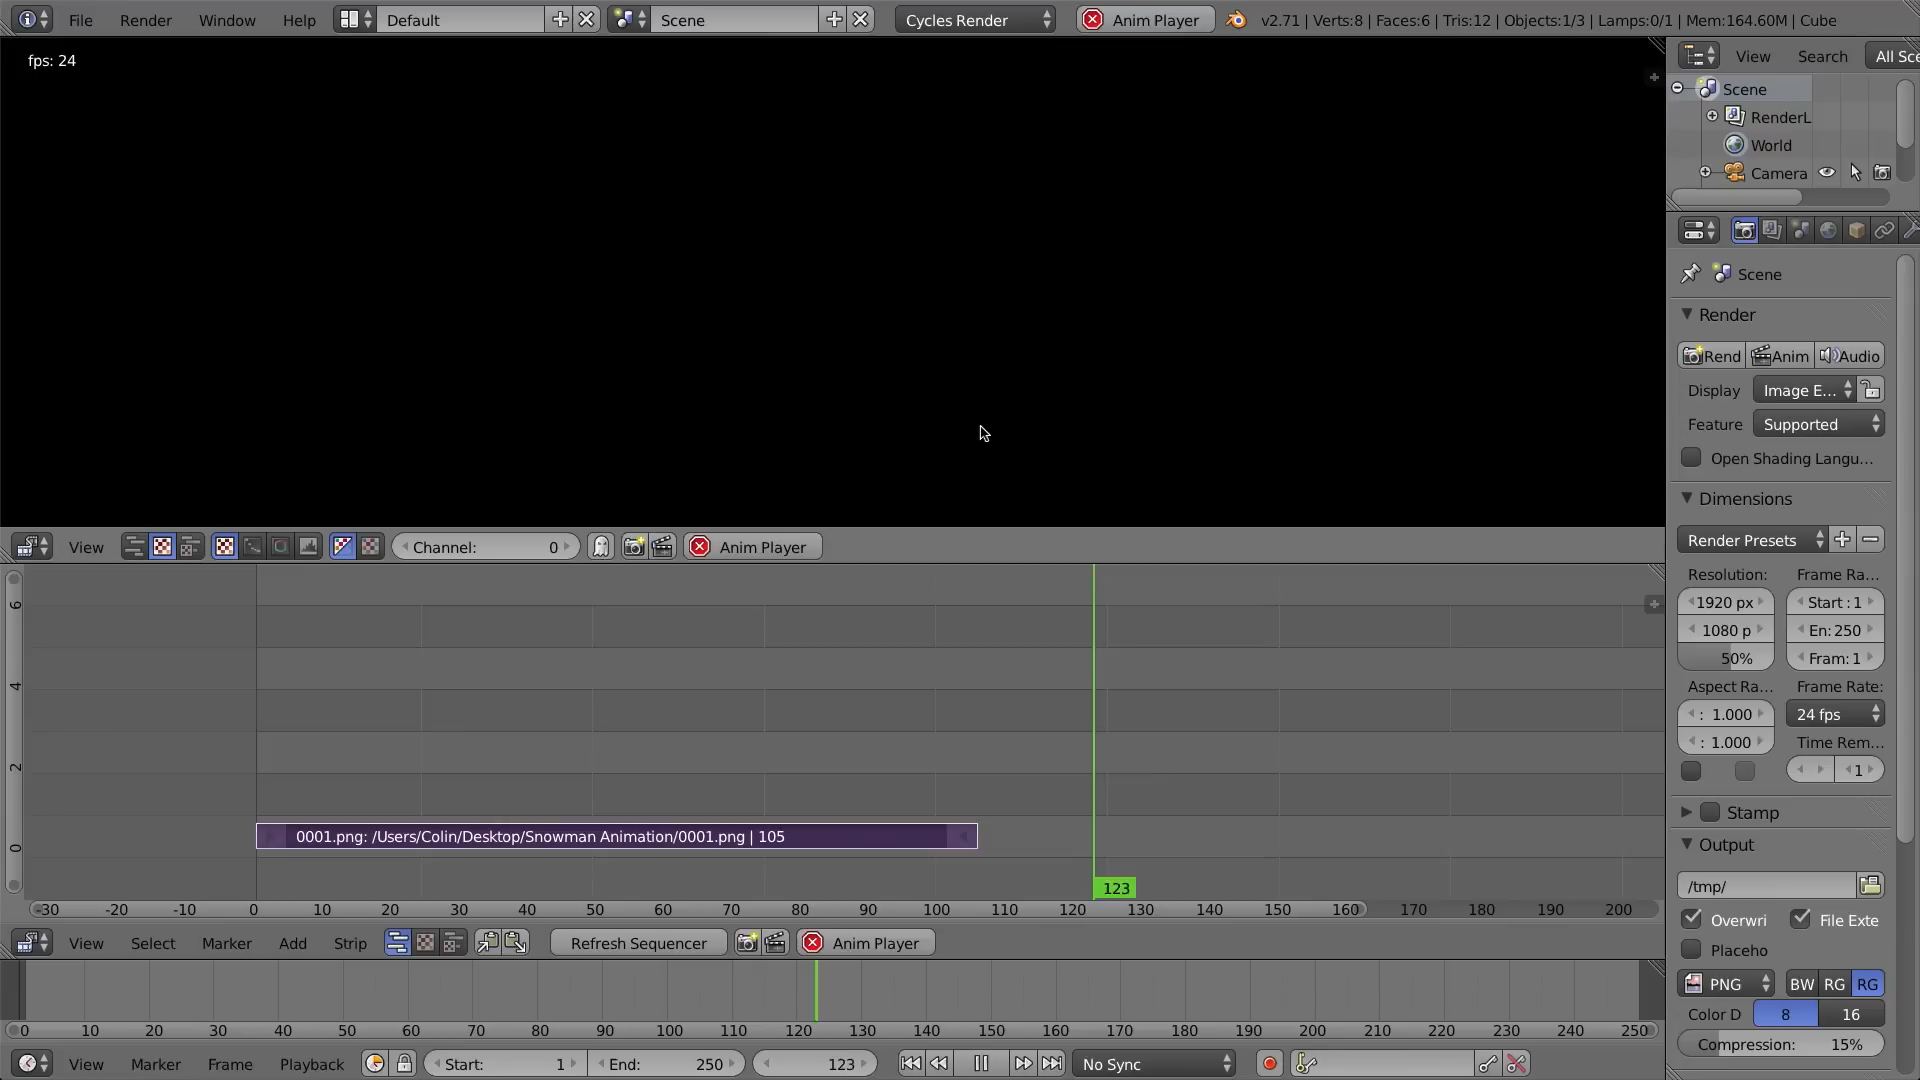 File Render Window Help Default Scene Cycles Render Anim Player v2.71 | Verts:8 | Faces:6 | Tris:12 | Objects:1/3 | Lamps:0/1 | Mem:164.60M | Cube
fps: 24
View Search All Sce
Scene
RenderL
World
Camera
Scene
Render
Rend Anim Audio
Display Image E...
Feature Supported
Open Shading Langu...
Dimensions
Render Presets
Resolution: Frame Ra...
1920 px Start : 1
1080 p En: 250
50% Fram: 1
Aspect Ra... Frame Rate:
: 1.000 24 fps
: 1.000 Time Rem...
1
Stamp
Output
/tmp/
Overwri File Exte
Placeho
PNG BW RG RG
Color D 8 16
Compression: 15%
View Channel: 0 Anim Player
6
4
2
0
0001.png: /Users/Colin/Desktop/Snowman Animation/0001.png | 105
123
-30 -20 -10 0 10 20 30 40 50 60 70 80 90 100 110 120 130 140 150 160 170 180 190 200
View Select Marker Add Strip Refresh Sequencer Anim Player
0 10 20 30 40 50 60 70 80 90 100 110 120 130 140 150 160 170 180 190 200 210 220 230 240 250
View Marker Frame Playback Start: 1 End: 250 123 No Sync